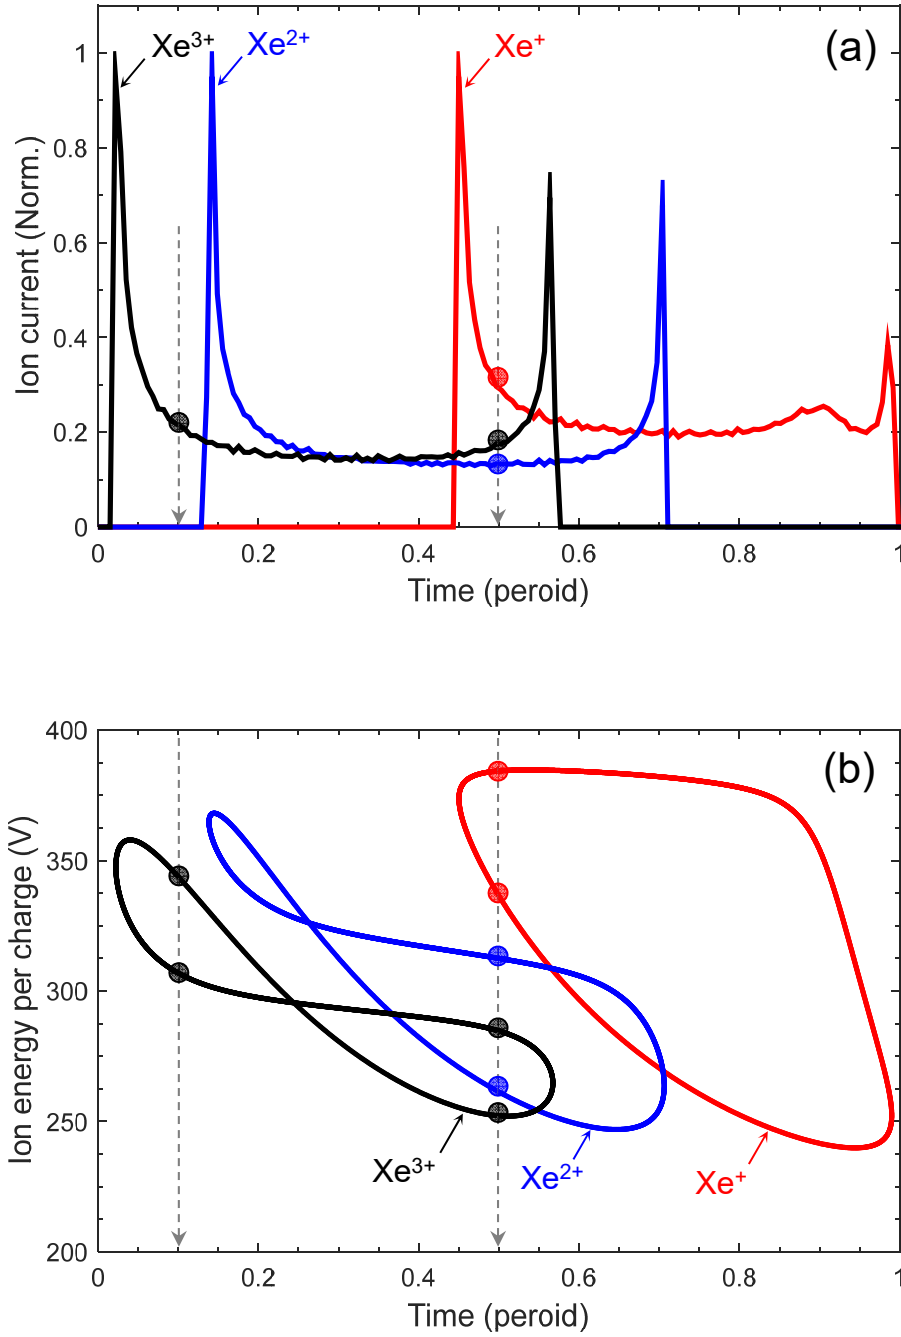 Xe³⁺ Xe²⁺ Xe⁺ (a)
1
0.8
0.6
0.4
0.2
0
Ion current (Norm.)
0 0.2 0.4 0.6 0.8 1
Time (peroid)
400
350
300
250
200
Ion energy per charge (V)
(b)
Xe³⁺ Xe²⁺ Xe⁺
0 0.2 0.4 0.6 0.8 1
Time (peroid)